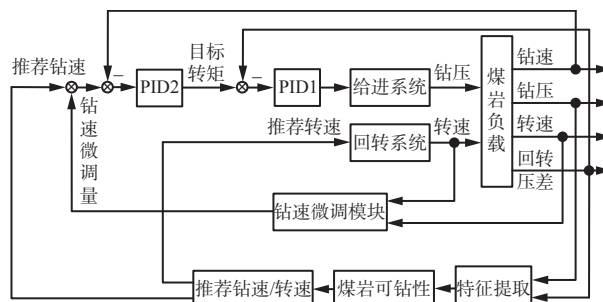 推荐钻速
目标
转矩
PID2
PID1
给进系统
钻压
煤岩负载
钻速
钻压
转速
回转
压差
钻速微调量
推荐转速
回转系统
转速
钻速微调模块
推荐钻速/转速
煤岩可钻性
特征提取
−
−